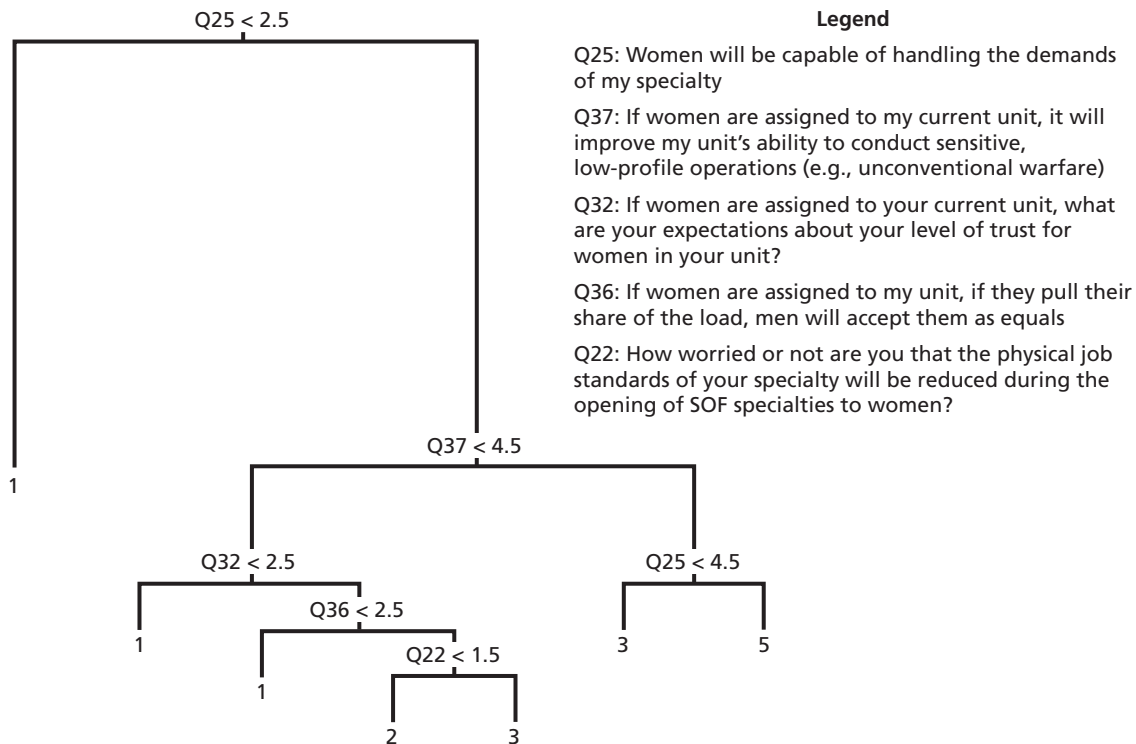 Q25 < 2.5
Legend
Q25: Women will be capable of handling the demands
of my specialty
Q37: If women are assigned to my current unit, it will
improve my unit's ability to conduct sensitive,
low-profile operations (e.g., unconventional warfare)
Q32: If women are assigned to your current unit, what
are your expectations about your level of trust for
women in your unit?
Q36: If women are assigned to my unit, if they pull their
share of the load, men will accept them as equals
Q22: How worried or not are you that the physical job
standards of your specialty will be reduced during the
opening of SOF specialties to women?
Q37 < 4.5
1
Q32 < 2.5
Q25 < 4.5
Q36 < 2.5
1
3
5
Q22 < 1.5
1
2
3